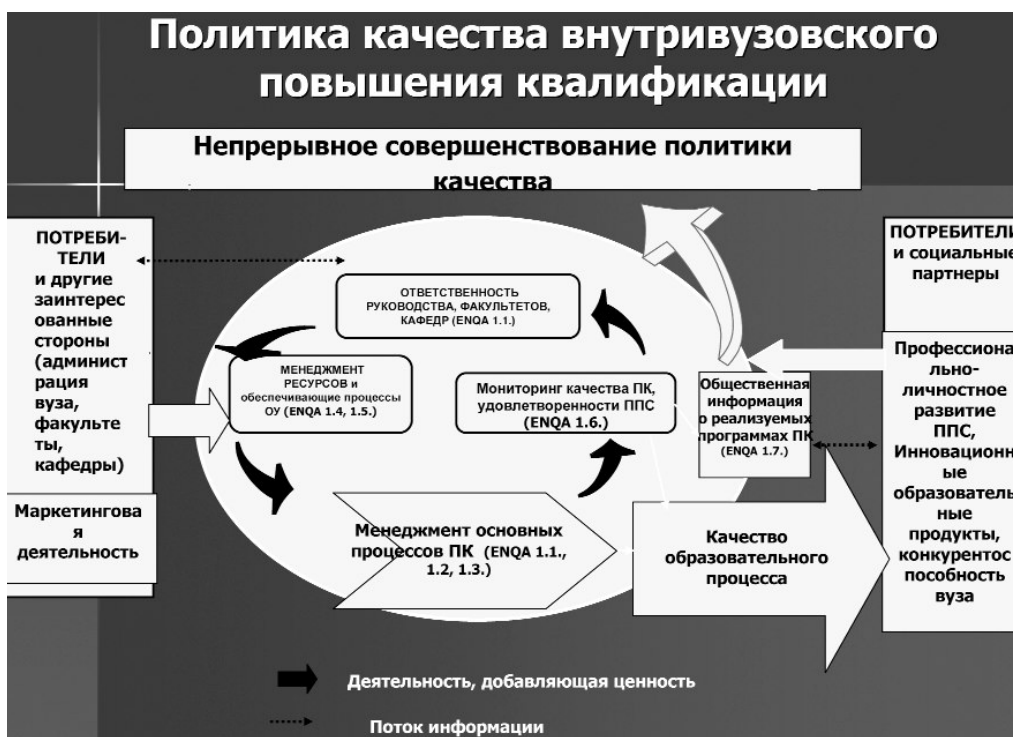 Политика качества внутривузовского
повышения квалификации
Непрерывное совершенствование политики
качества
ПОТРЕБИ-
ТЕЛИ
и другие
заинтерес
ованные
стороны
(админист
рация
вуза,
факульте
ты,
кафедры)
Маркетингова
я
деятельность
ОТВЕТСТВЕННОСТЬ
РУКОВОДСТВА, ФАКУЛЬТЕТОВ,
КАФЕДР (ENQA 1.1.)
МЕНЕДЖМЕНТ
РЕСУРСОВ и
обеспечивающие процессы
ОУ (ENQA 1.4, 1.5.)
Мониторинг качества ПК,
удовлетворенности ППС
(ENQA 1.6.)
Общественная
информация
о реализуемых
программах ПК
(ENQA 1.7.)
Менеджмент основных
процессов ПК (ENQA 1.1.,
1.2, 1.3.)
Качество
образовательного
процесса
ПОТРЕБИТЕЛИ
и социальные
партнеры
Профессиона
льно-
личностное
развитие
ППС,
Инновационн
ые
образователь
ные
продукты,
конкурентос
пособность
вуза
Деятельность, добавляющая ценность
Поток информации